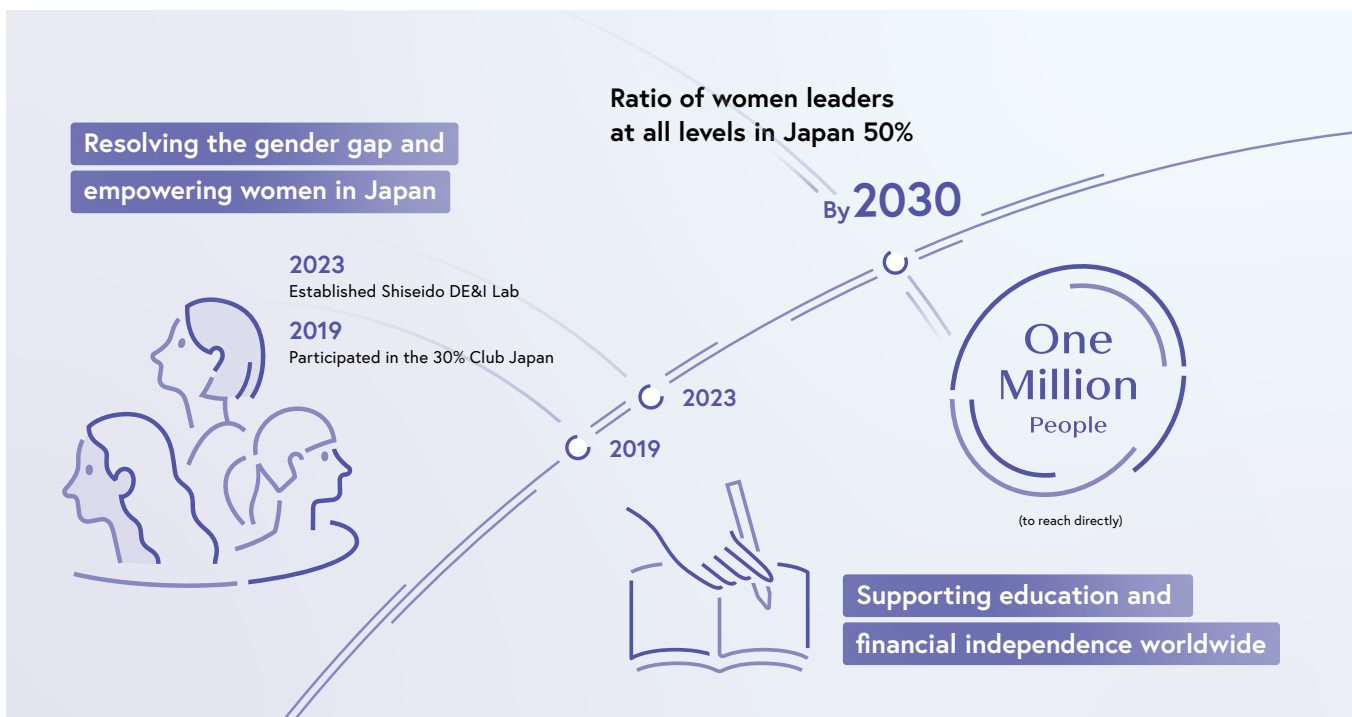 Resolving the gender gap and
empowering women in Japan
2023
Established Shiseido DE&I Lab
2019
Participated in the 30% Club Japan
Ratio of women leaders
at all levels in Japan 50%
By 2030
2023
2019
One
Million
People
(to reach directly)
Supporting education and
financial independence worldwide